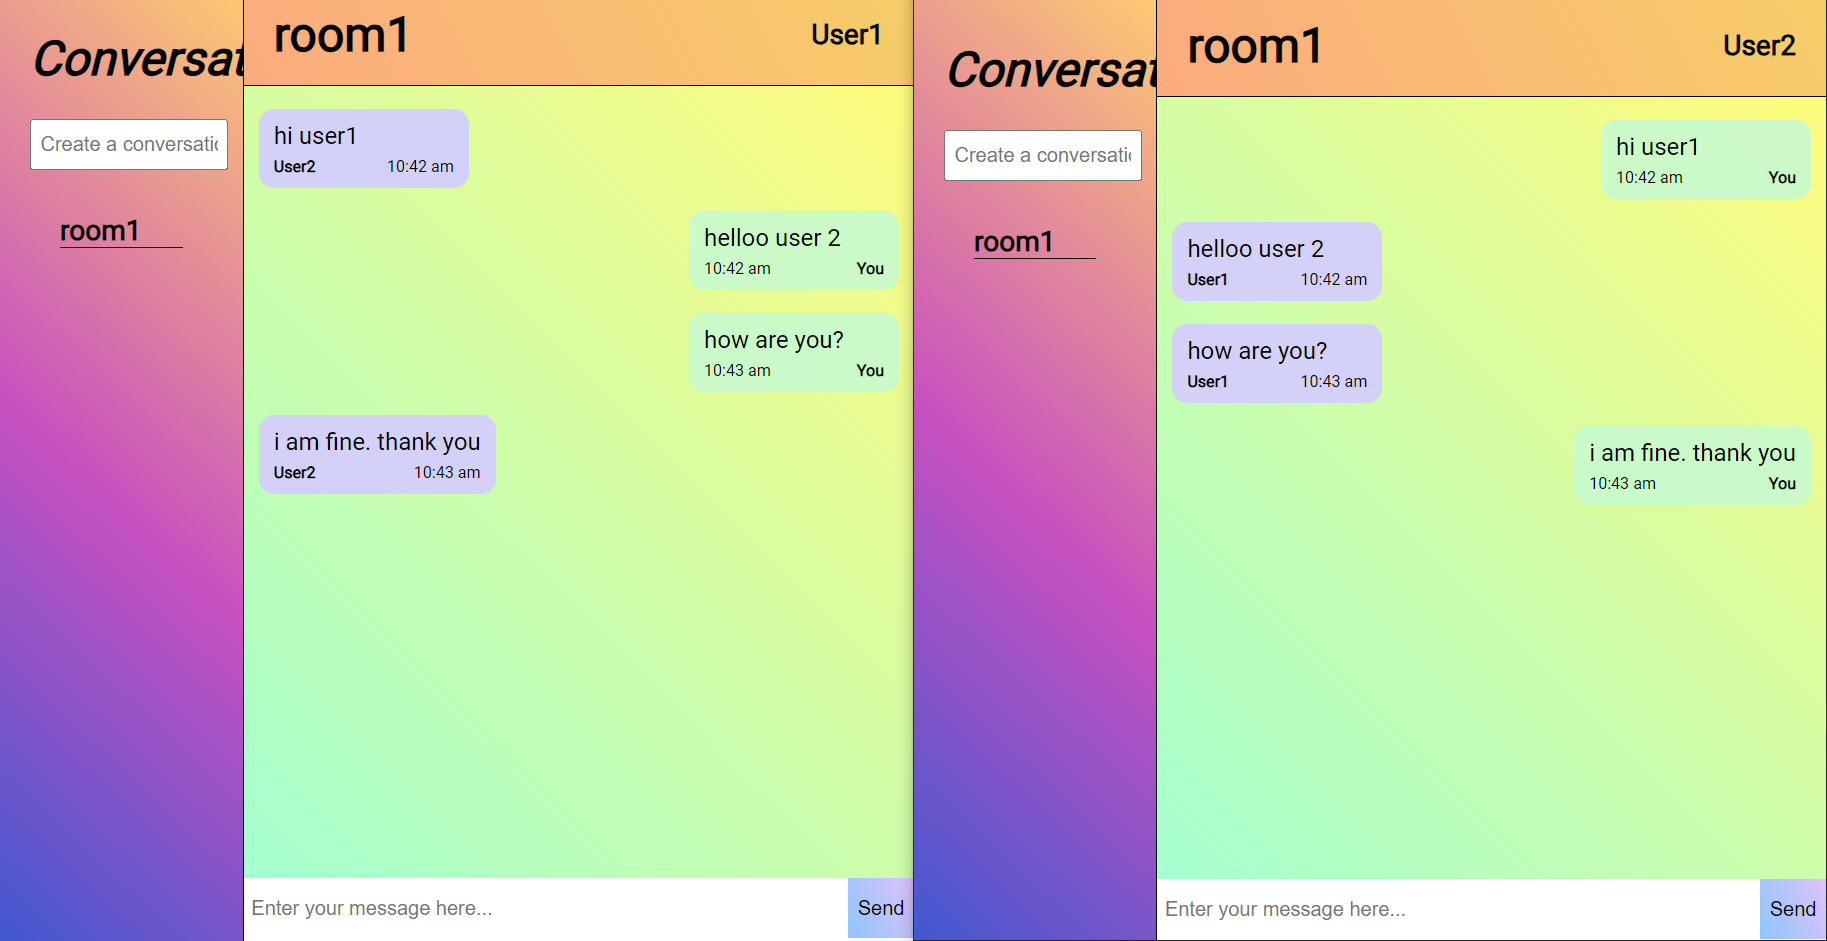 Conversat
Create a conversatio
room1
room1
User1
hi user1
User2 10:42 am
helloo user 2
10:42 am You
how are you?
10:43 am You
i am fine. thank you
User2 10:43 am
Enter your message here...
Send
Conversat
Create a conversatio
room1
room1
User2
hi user1
10:42 am You
helloo user 2
User1 10:42 am
how are you?
User1 10:43 am
i am fine. thank you
10:43 am You
Enter your message here...
Send